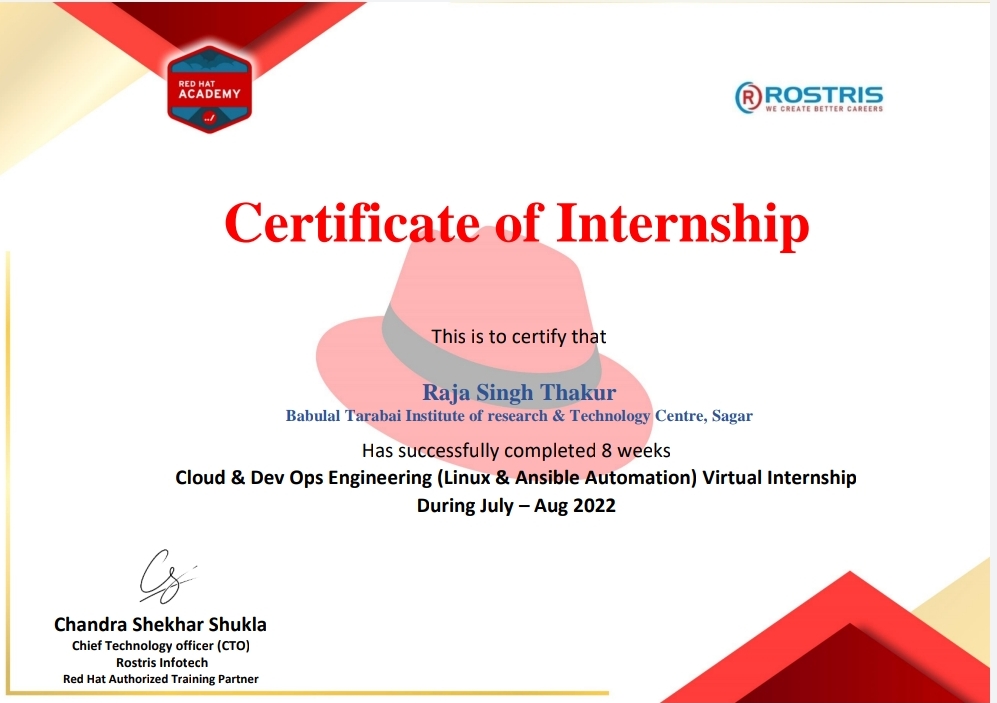 RED HAT
ACADEMY
R ROSTRIS
WE CREATE BETTER CAREERS
Certificate of Internship
This is to certify that
Raja Singh Thakur
Babulal Tarabai Institute of research & Technology Centre, Sagar
Has successfully completed 8 weeks
Cloud & Dev Ops Engineering (Linux & Ansible Automation) Virtual Internship
During July – Aug 2022
Chandra Shekhar Shukla
Chief Technology officer (CTO)
Rostris Infotech
Red Hat Authorized Training Partner